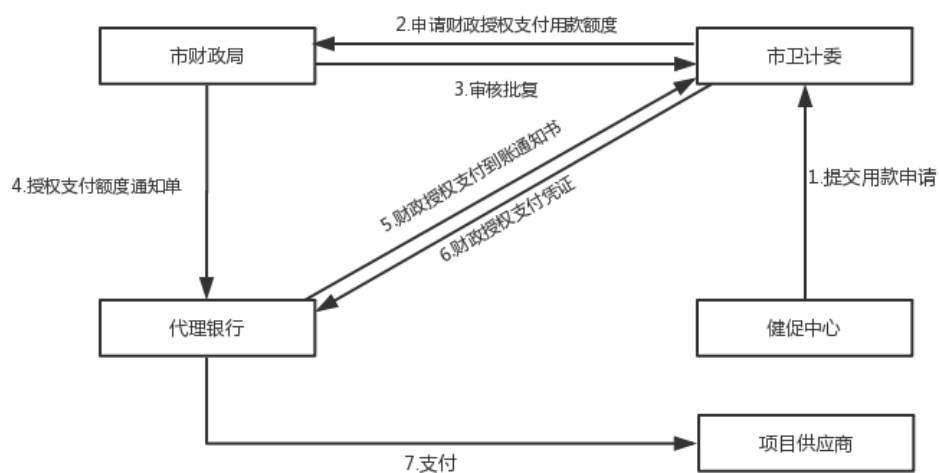 2.申请财政授权支付用款额度
市财政局
市卫计委
3.审核批复
4.授权支付额度通知单
5.财政授权支付到账通知书
6.财政授权支付凭证
1.提交用款申请
代理银行
健促中心
项目供应商
7.支付